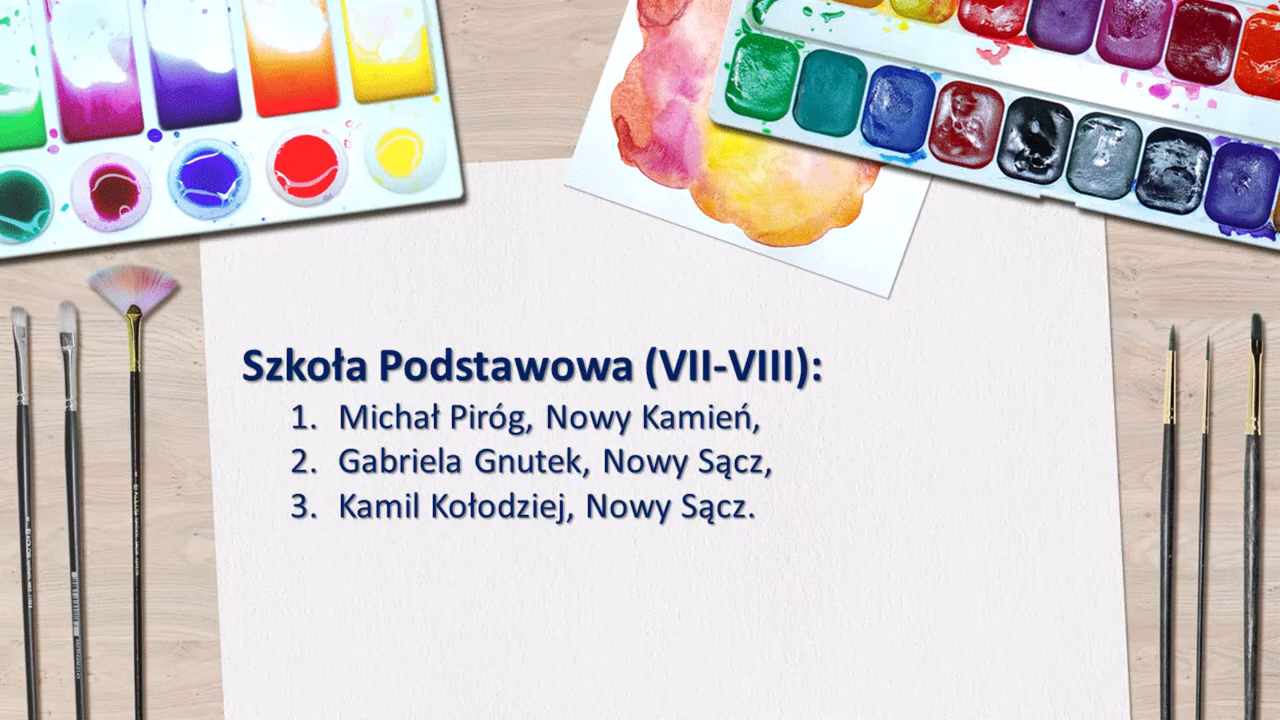 Szkoła Podstawowa (VII-VIII):
1. Michał Piróg, Nowy Kamień,
2. Gabriela Gnutek, Nowy Sącz,
3. Kamil Kołodziej, Nowy Sącz.